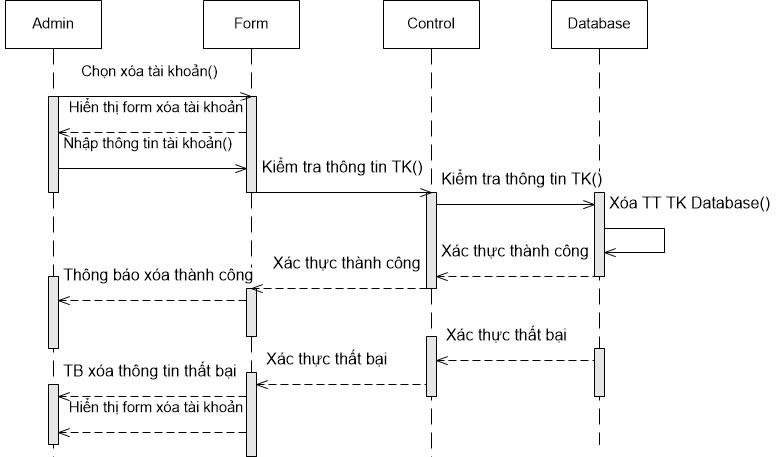 Admin
Form
Control
Database
Chọn xóa tài khoản()
Hiển thị form xóa tài khoản
Nhập thông tin tài khoản()
Kiểm tra thông tin TK()
Kiểm tra thông tin TK()
Xóa TT TK Database()
Xác thực thành công
Xác thực thành công
Thông báo xóa thành công
Xác thực thất bại
Xác thực thất bại
TB xóa thông tin thất bại
Hiển thị form xóa tài khoản